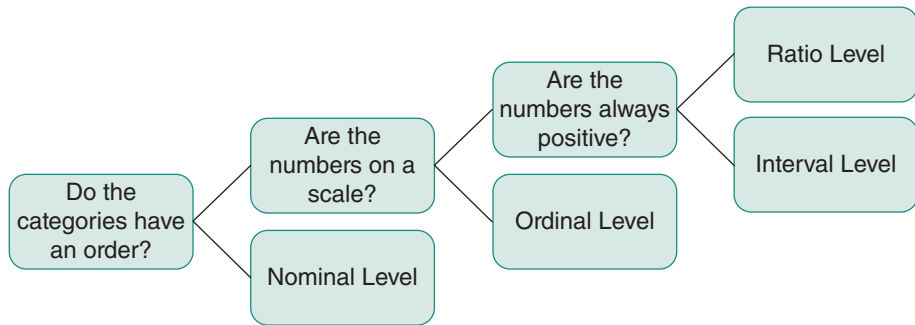 Do the
categories have
an order?
Are the
numbers on a
scale?
Nominal Level
Are the
numbers always
positive?
Ordinal Level
Ratio Level
Interval Level